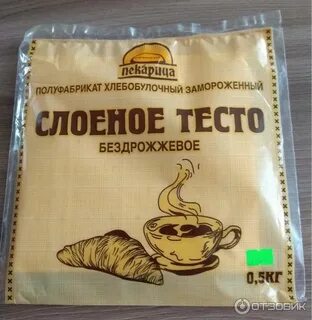 пекарица
ПОЛУФАБРИКАТ ХЛЕБОБУЛОЧНЫЙ ЗАМОРОЖЕННЫЙ
СЛОЕНОЕ ТЕСТО
БЕЗДРОЖЖЕВОЕ
0,5КГ
ОТЗОВИК